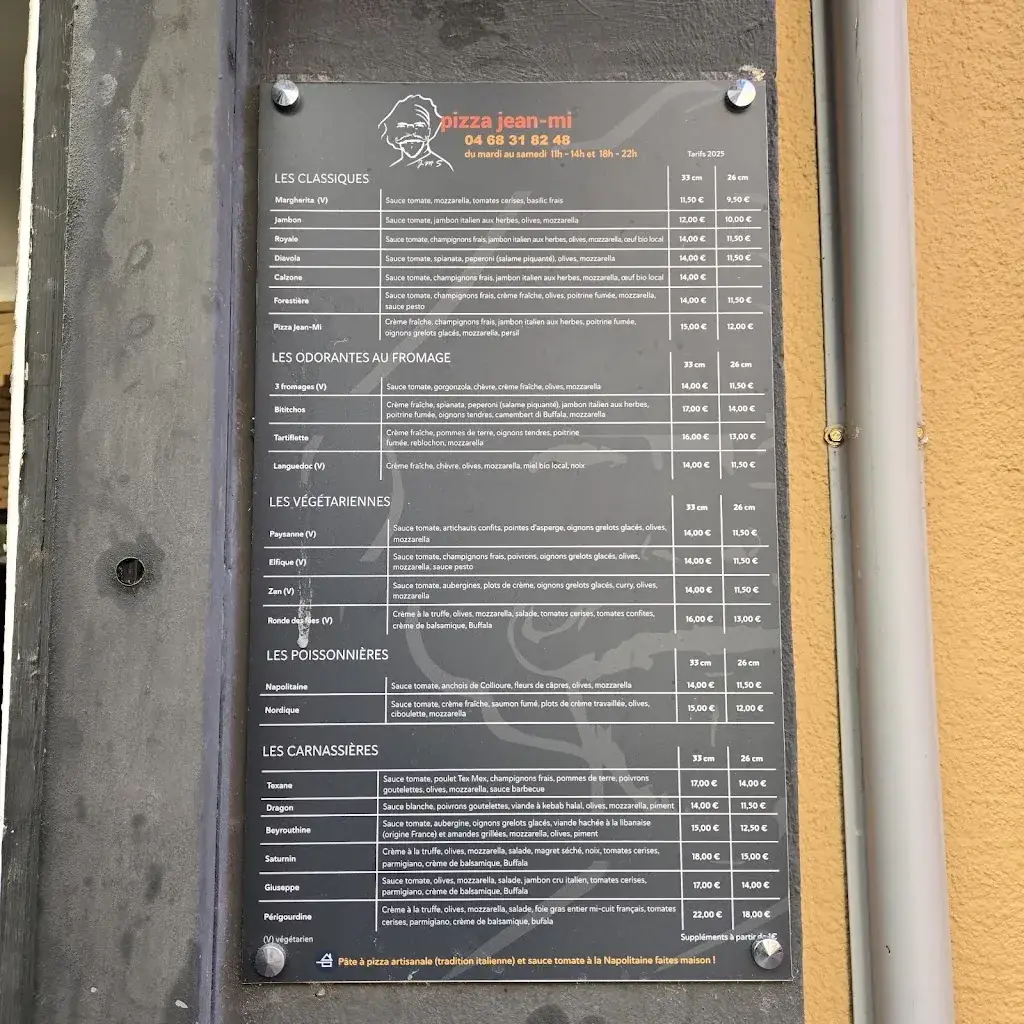 pizza jean-mi
04 68 31 82 48
du mardi au samedi 11h - 14h et 18h - 22h
Tarifs 2025
LES CLASSIQUES 33 cm 26 cm
Margherita (V) Sauce tomate, mozzarella, tomates cerises, basilic frais 11,50 € 9,50 €
Jambon Sauce tomate, jambon italien aux herbes, olives, mozzarella 12,00 € 10,00 €
Royale Sauce tomate, champignons frais, jambon italien aux herbes, olives, mozzarella, œuf bio local 14,00 € 11,50 €
Diavola Sauce tomate, spianata, peperoni (salame piquanté), olives, mozzarella 14,00 € 11,50 €
Calzone Sauce tomate, champignons frais, jambon italien aux herbes, mozzarella, œuf bio local 14,00 € -
Forestière Sauce tomate, champignons frais, crème fraîche, olives, poitrine fumée, mozzarella, 14,00 € 11,50 €
sauce pesto
Pizza Jean-Mi Crème fraîche, champignons frais, jambon italien aux herbes, poitrine fumée, 15,00 € 12,00 €
oignons grelots glacés, mozzarella, persil
LES ODORANTES AU FROMAGE 33 cm 26 cm
3 fromages (V) Sauce tomate, gorgonzola, chèvre, crème fraîche, olives, mozzarella 14,00 € 11,50 €
Bititchos Crème fraîche, spianata, peperoni (salame piquanté), jambon italien aux herbes, 17,00 € 14,00 €
poitrine fumée, oignons tendres, camembert di Buffala, mozzarella
Tartiflette Crème fraîche, pommes de terre, oignons tendres, poitrine 16,00 € 13,00 €
fumée, reblochon, mozzarella
Languedoc (V) Crème fraîche, chèvre, olives, mozzarella, miel bio local, noix 14,00 € 11,50 €
LES VÉGÉTARIENNES 33 cm 26 cm
Paysanne (V) Sauce tomate, artichauts confits, pointes d'asperge, oignons grelots glacés, olives, 14,00 € 11,50 €
mozzarella
Elfique (V) Sauce tomate, champignons frais, poivrons, oignons grelots glacés, olives, 14,00 € 11,50 €
mozzarella, sauce pesto
Zen (V) Sauce tomate, aubergines, plots de crème, oignons grelots glacés, curry, olives, 14,00 € 11,50 €
mozzarella
Ronde des fées (V) Crème à la truffe, olives, mozzarella, salade, tomates cerises, tomates confites, 16,00 € 13,00 €
crème de balsamique, Buffala
LES POISSONNIÈRES 33 cm 26 cm
Napolitaine Sauce tomate, anchois de Collioure, fleurs de câpres, olives, mozzarella 14,00 € 11,50 €
Nordique Sauce tomate, crème fraîche, saumon fumé, plots de crème travaillée, olives, 15,00 € 12,00 €
ciboulette, mozzarella
LES CARNASSIÈRES 33 cm 26 cm
Texane Sauce tomate, poulet Tex Mex, champignons frais, pommes de terre, poivrons 17,00 € 14,00 €
goutelettes, olives, mozzarella, sauce barbecue
Dragon Sauce blanche, poivrons goutelettes, viande à kebab halal, olives, mozzarella, piment 14,00 € 11,50 €
Beyrouthine Sauce tomate, aubergine, oignons grelots glacés, viande hachée à la libanaise 15,00 € 12,50 €
(origine France) et amandes grillées, mozzarella, olives, piment
Saturnin Crème à la truffe, olives, mozzarella, salade, magret séché, noix, tomates cerises, 18,00 € 15,00 €
parmigiano, crème de balsamique, Buffala
Giuseppe Sauce tomate, olives, mozzarella, salade, jambon cru italien, tomates cerises, 17,00 € 14,00 €
parmigiano, crème de balsamique, Buffala
Périgourdine Crème à la truffe, olives, mozzarella, salade, foie gras entier mi-cuit français, tomates 22,00 € 18,00 €
cerises, parmigiano, crème de balsamique, bufala
(V) végétarien Suppléments à partir de 1€
Pâte à pizza artisanale (tradition italienne) et sauce tomate à la Napolitaine faites maison !